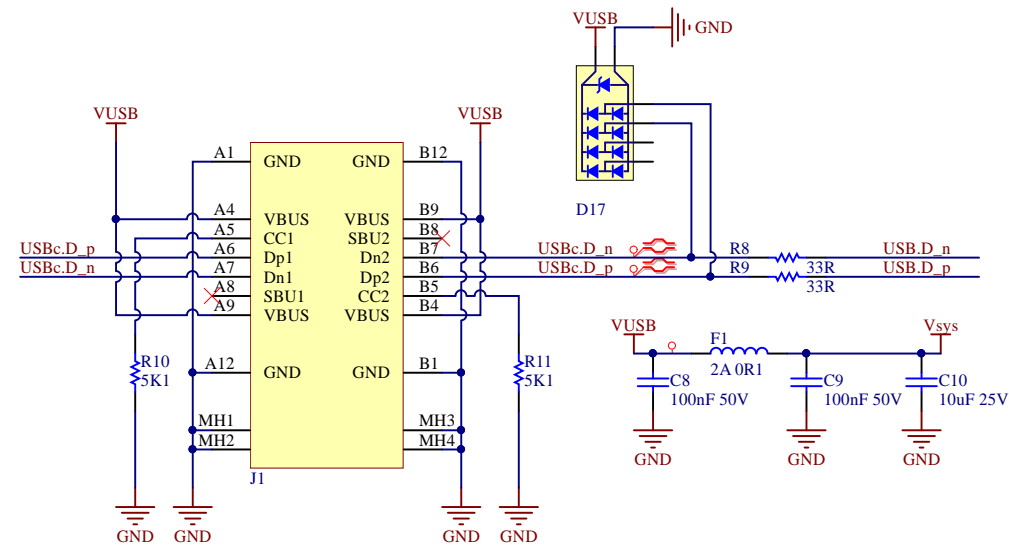 VUSB
GND
D17
VUSB
VUSB
A1
GND
GND
B12
A4
VBUS
VBUS
B9
A5
CC1
SBU2
B8
USBc.D_p
A6
Dp1
Dn2
B7
USBc.D_n
A7
Dn1
Dp2
B6
A8
SBU1
CC2
B5
A9
VBUS
VBUS
B4
A12
GND
GND
B1
MH1
MH3
MH2
MH4
J1
R10
5K1
R11
5K1
GND
GND
GND
GND
USBc.D_n
R8
33R
USB.D_n
USBc.D_p
R9
33R
USB.D_p
VUSB
F1
2A 0R1
Vsys
C8
100nF 50V
C9
100nF 50V
C10
10uF 25V
GND
GND
GND